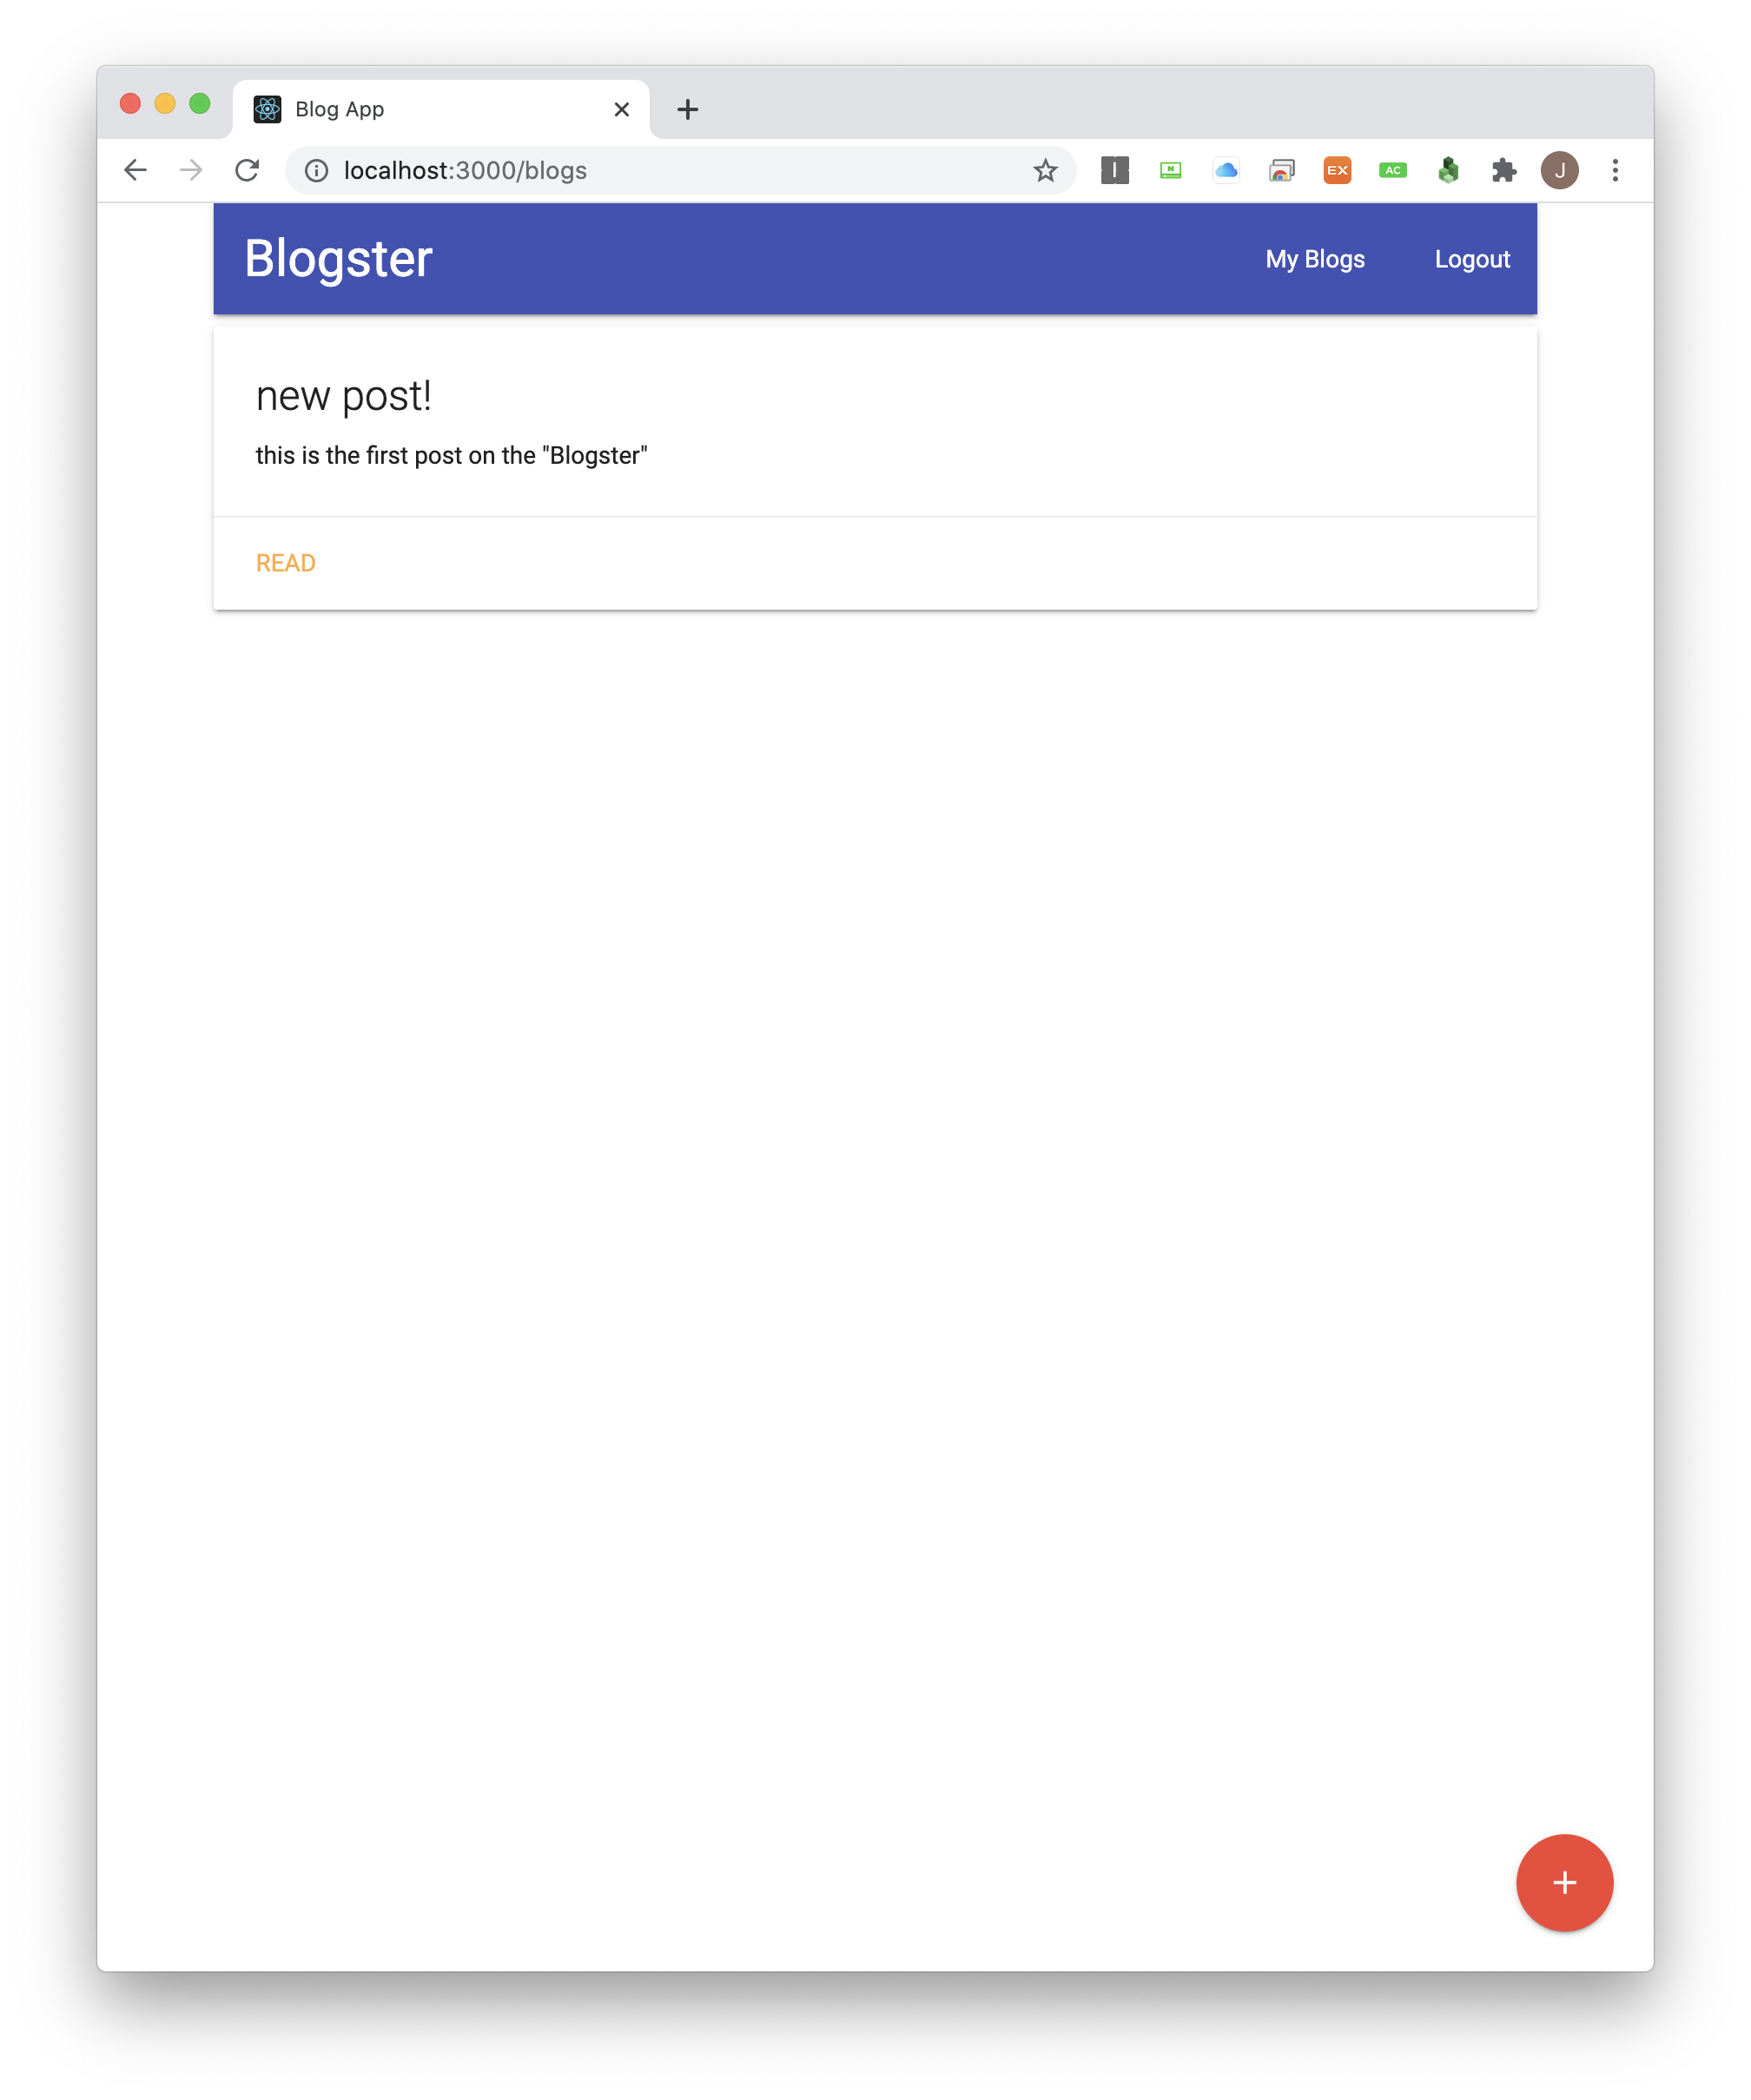 Blog App
localhost:3000/blogs
EX
AC
J
Blogster
My Blogs
Logout
new post!
this is the first post on the "Blogster"
READ